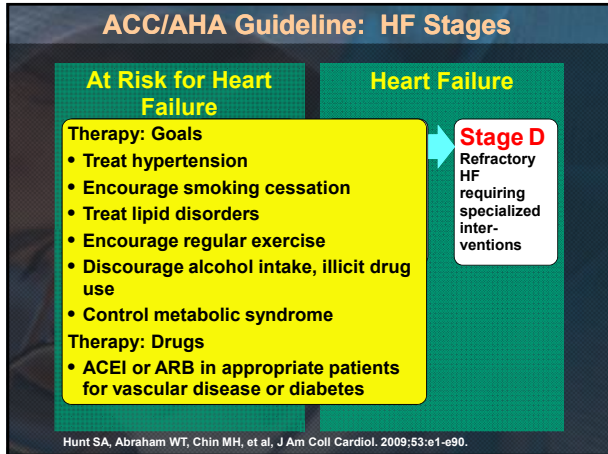 ACC/AHA Guideline: HF Stages
At Risk for Heart
Failure
Therapy: Goals
• Treat hypertension
• Encourage smoking cessation
• Treat lipid disorders
• Encourage regular exercise
• Discourage alcohol intake, illicit drug
use
• Control metabolic syndrome
Therapy: Drugs
• ACEI or ARB in appropriate patients
for vascular disease or diabetes
Heart Failure
Stage D
Refractory
HF
requiring
specialized
inter-
ventions
Hunt SA, Abraham WT, Chin MH, et al, J Am Coll Cardiol. 2009;53:e1-e90.